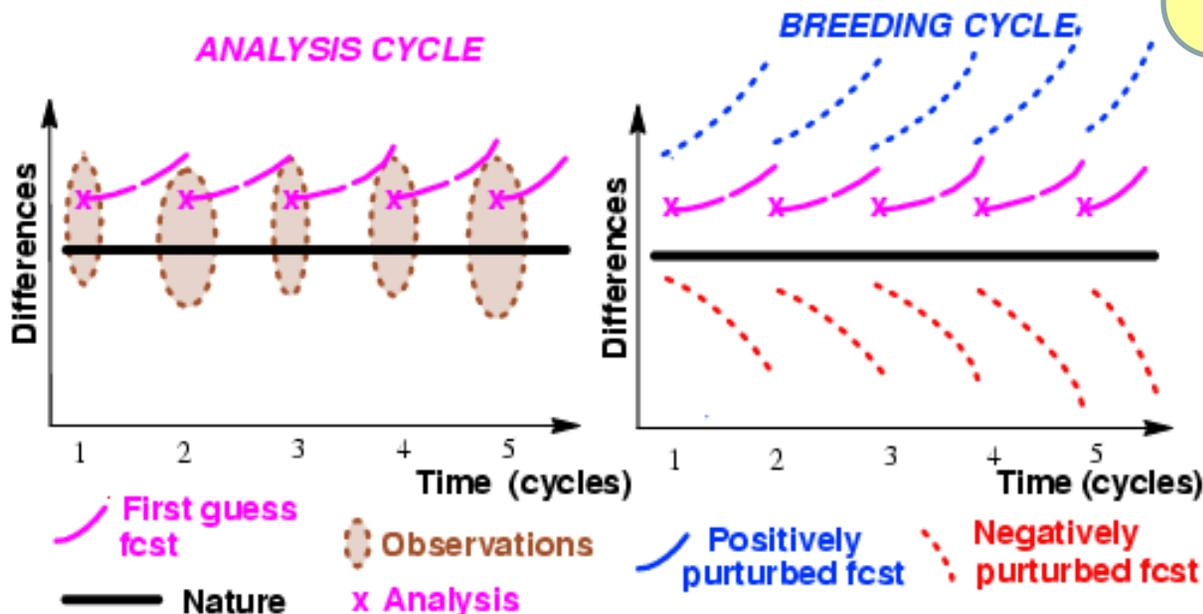 ANALYSIS CYCLE
Differences
1 2 3 4 5
Time (cycles)
First guess
fcst
Observations
Nature
x Analysis
BREEDING CYCLE
Differences
1 2 3 4 5
Time (cycles)
Positively
purturbed fcst
Negatively
purturbed fcst